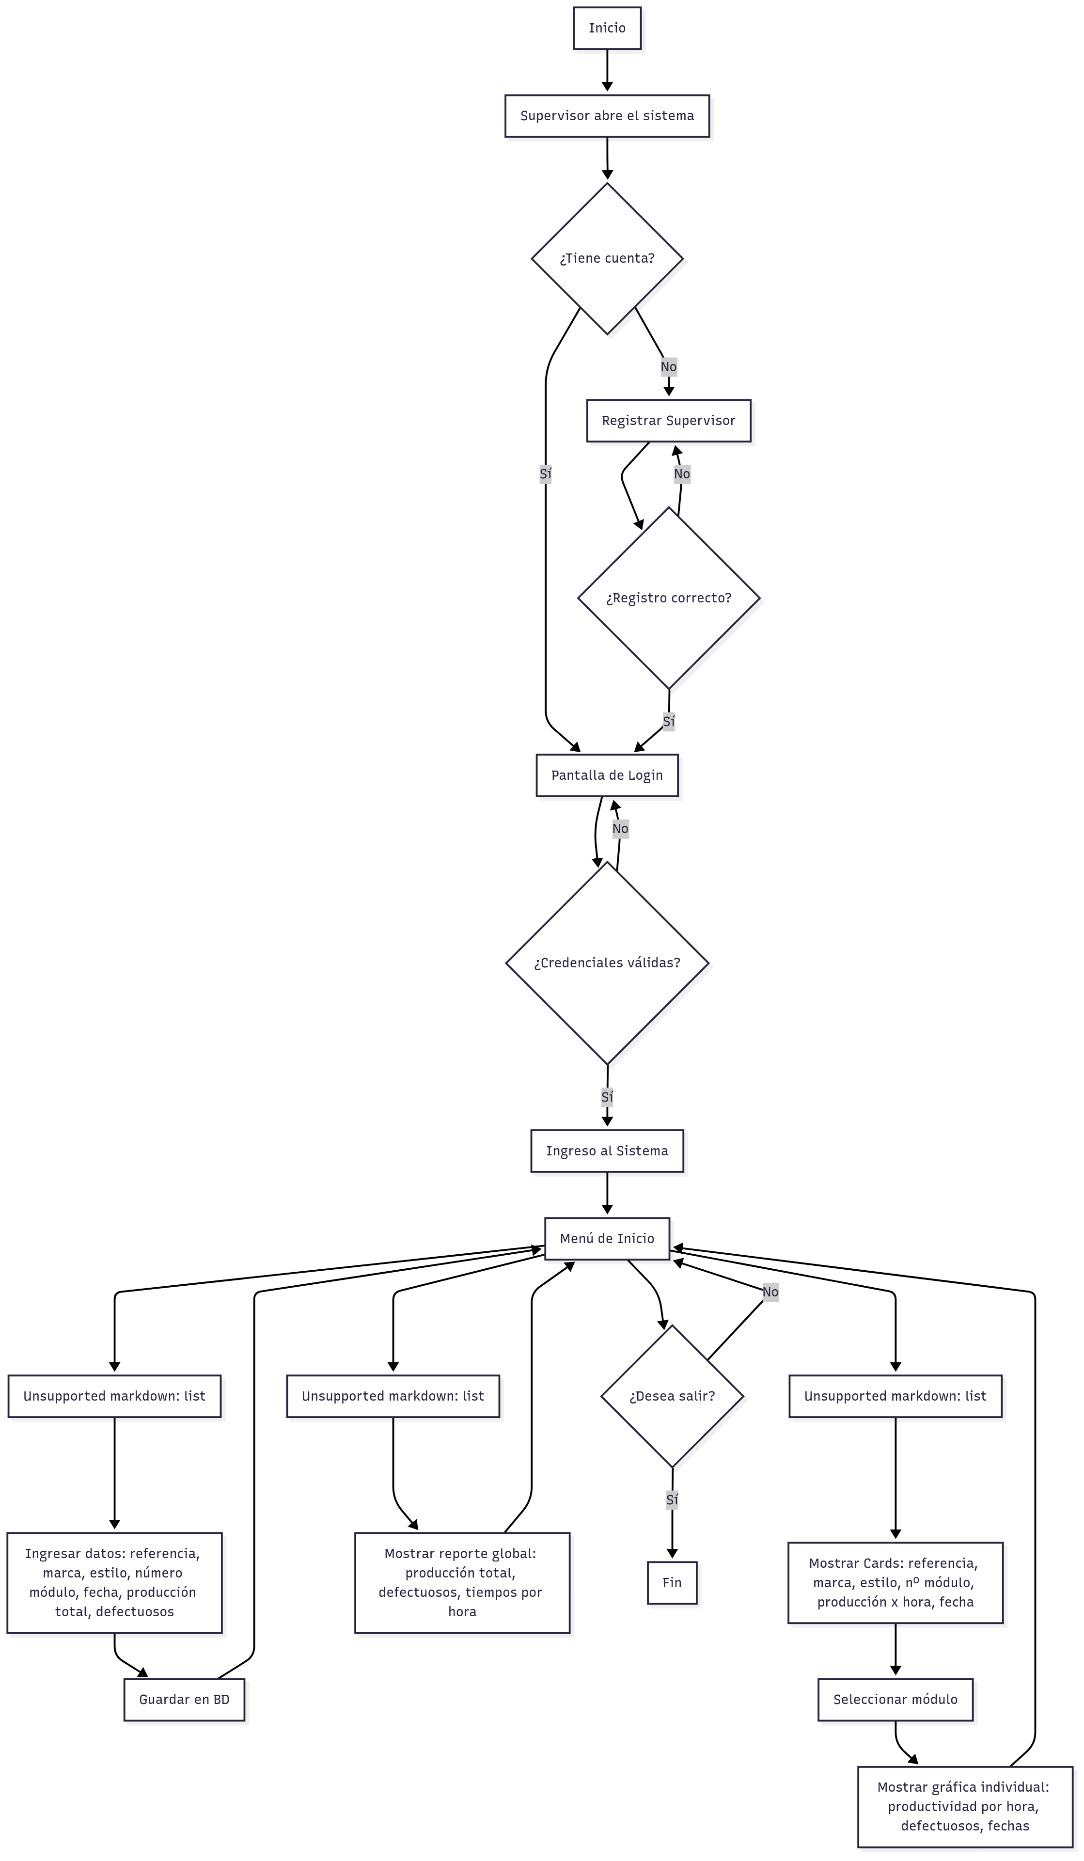 Inicio
Supervisor abre el sistema
¿Tiene cuenta?
No
Registrar Supervisor
Sí
No
¿Registro correcto?
Sí
Pantalla de Login
No
¿Credenciales válidas?
Sí
Ingreso al Sistema
Menú de Inicio
No
Unsupported markdown: list
Unsupported markdown: list
¿Desea salir?
Unsupported markdown: list
Sí
Ingresar datos: referencia,
marca, estilo, número
módulo, fecha, producción
total, defectuosos
Mostrar reporte global:
producción total,
defectuosos, tiempos por
hora
Fin
Mostrar Cards: referencia,
marca, estilo, nº módulo,
producción x hora, fecha
Guardar en BD
Seleccionar módulo
Mostrar gráfica individual:
productividad por hora,
defectuosos, fechas